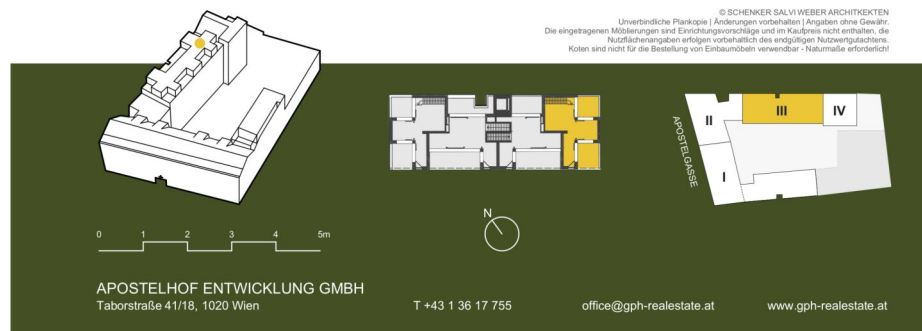 © SCHENKER SALVI WEBER ARCHITKEKTEN
Unverbindliche Plankopie | Änderungen vorbehalten | Angaben ohne Gewähr.
Die eingetragenen Möblierungen sind Einrichtungsvorschläge und im Kaufpreis nicht enthalten, die
Nutzflächenangaben erfolgen vorbehaltlich des endgültigen Nutzwertgutachtens.
Koten sind nicht für die Bestellung von Einbaumöbeln verwendbar - Naturmaße erforderlich!
II
III
IV
APOSTELGASSE
I
N
0 1 2 3 4 5m
APOSTELHOF ENTWICKLUNG GMBH
Taborstraße 41/18, 1020 Wien T +43 1 36 17 755 office@gph-realestate.at www.gph-realestate.at